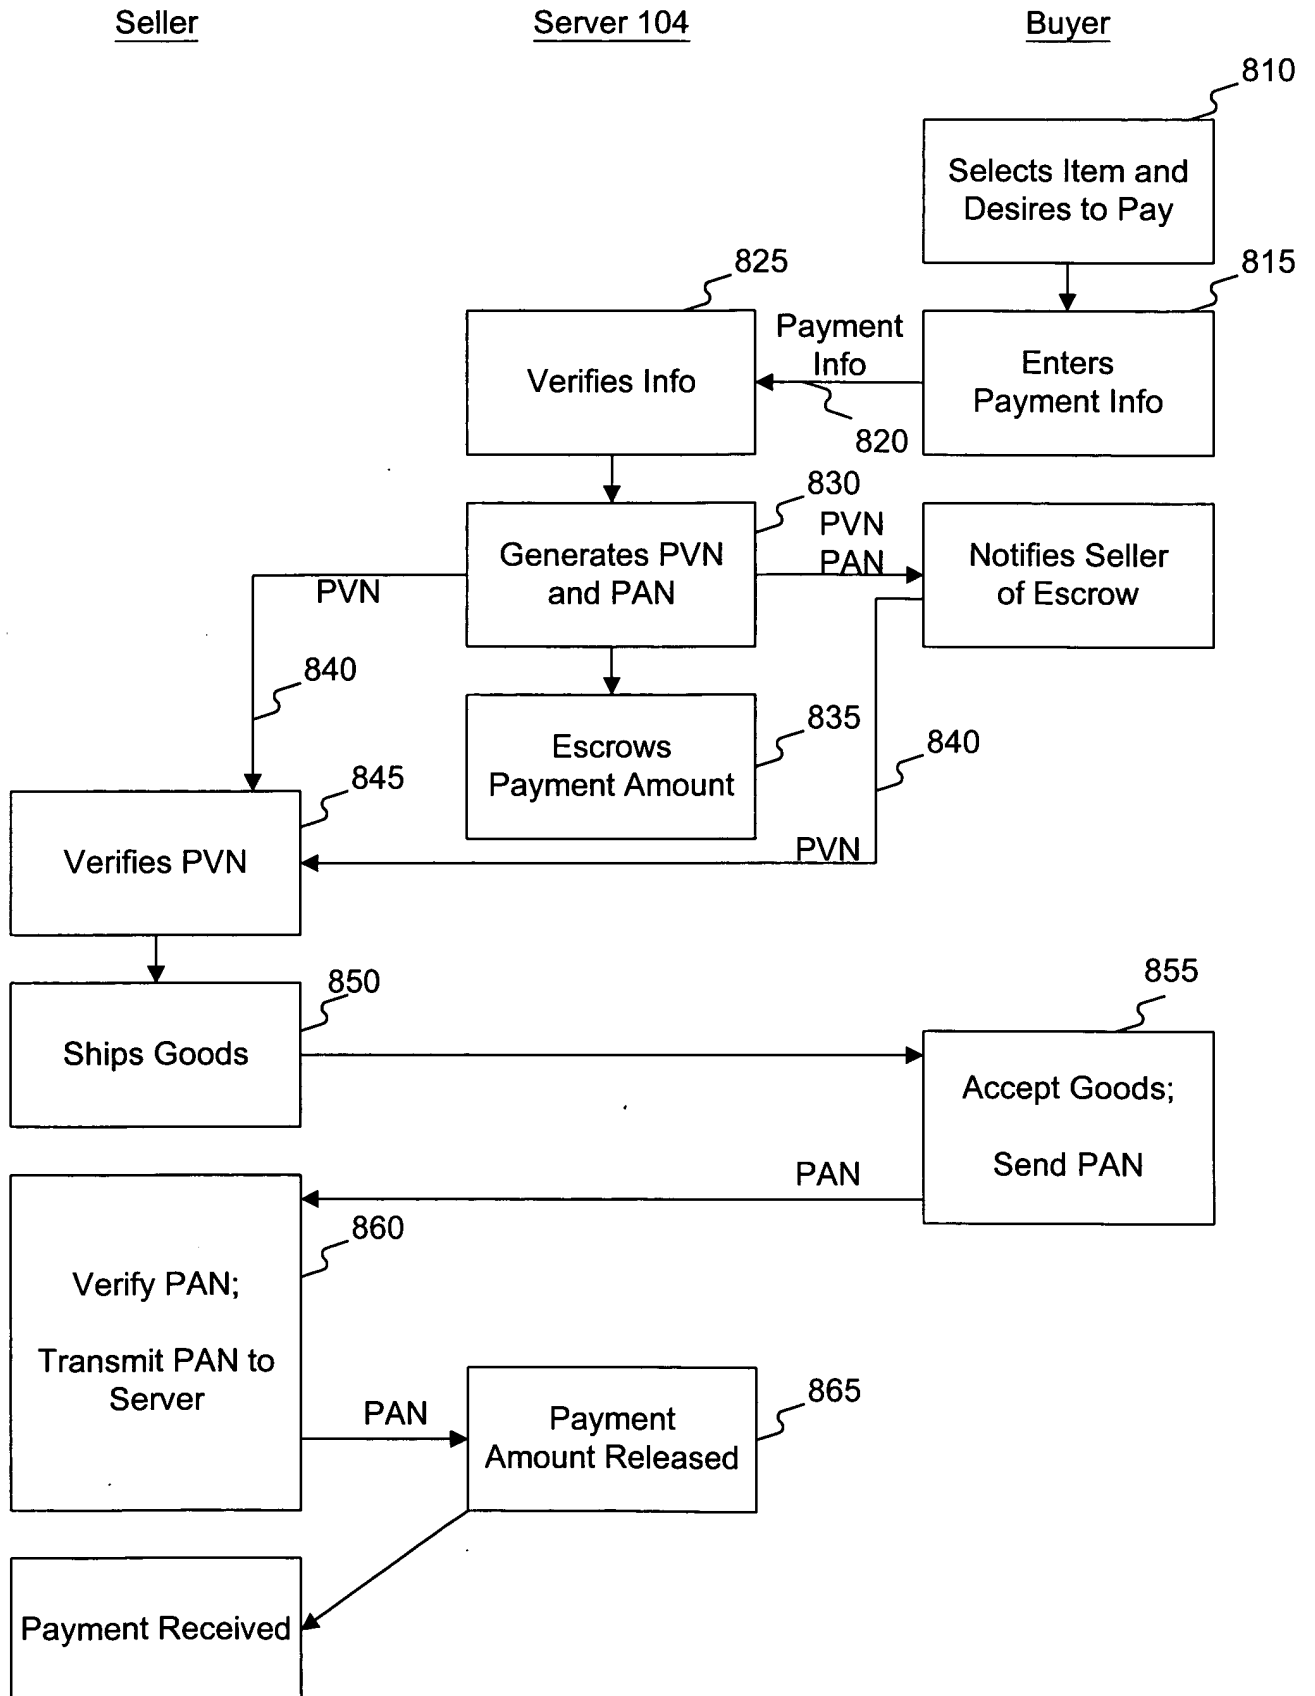 Seller
Server 104
Buyer
810
Selects Item and
Desires to Pay
825
815
Payment
Info
Verifies Info
Enters
Payment Info
820
830
PVN
PAN
Generates PVN
and PAN
Notifies Seller
of Escrow
PVN
840
835
Escrows
Payment Amount
840
845
Verifies PVN
PVN
850
855
Ships Goods
Accept Goods;
Send PAN
PAN
860
Verify PAN;
Transmit PAN to
Server
865
PAN
Payment
Amount Released
Payment Received